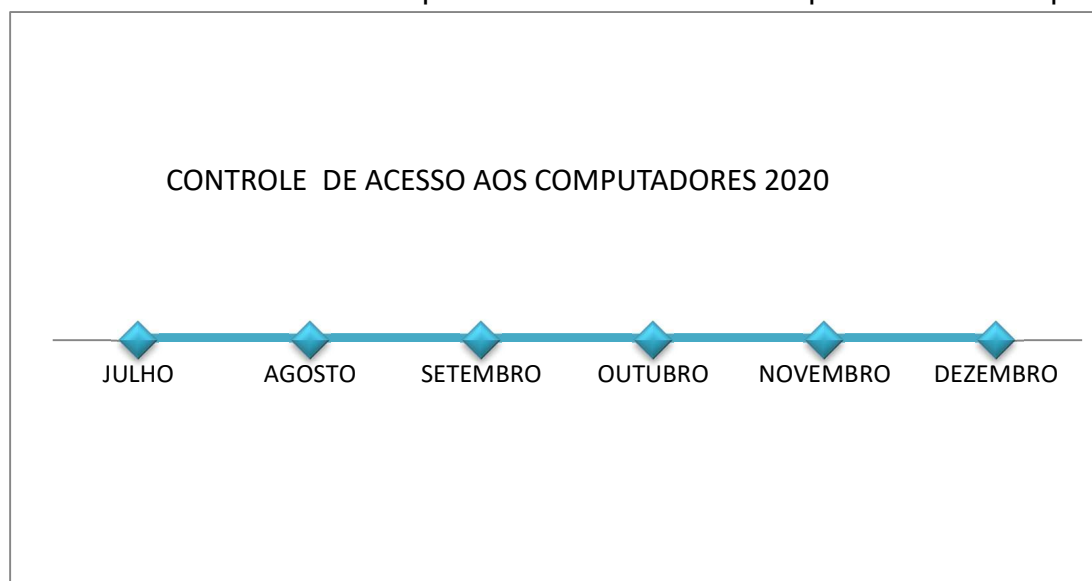 CONTROLE DE ACESSO AOS COMPUTADORES 2020
JULHO AGOSTO SETEMBRO OUTUBRO NOVEMBRO DEZEMBRO